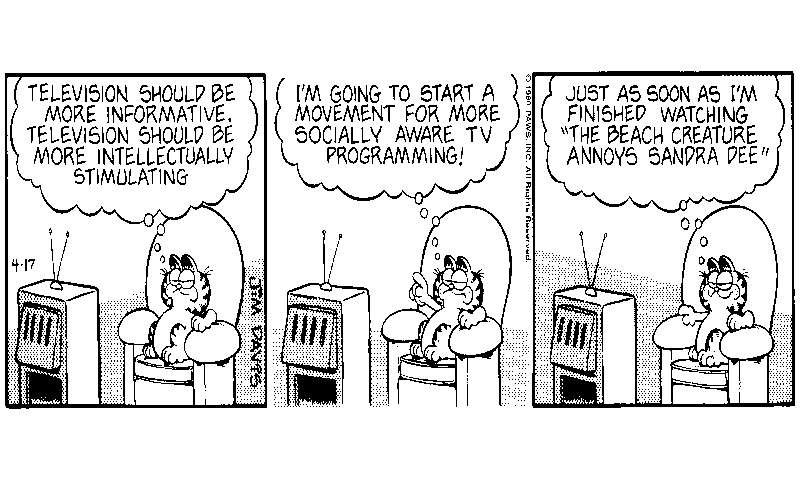 TELEVISION SHOULD BE
MORE INFORMATIVE.
TELEVISION SHOULD BE
MORE INTELLECTUALLY
STIMULATING
4-17
JIM DAVIS
I'M GOING TO START A
MOVEMENT FOR MORE
SOCIALLY AWARE TV
PROGRAMMING!
© 1980 PAWS, INC. All Rights Reserved.
JUST AS SOON AS I'M
FINISHED WATCHING
"THE BEACH CREATURE
ANNOYS SANDRA DEE"